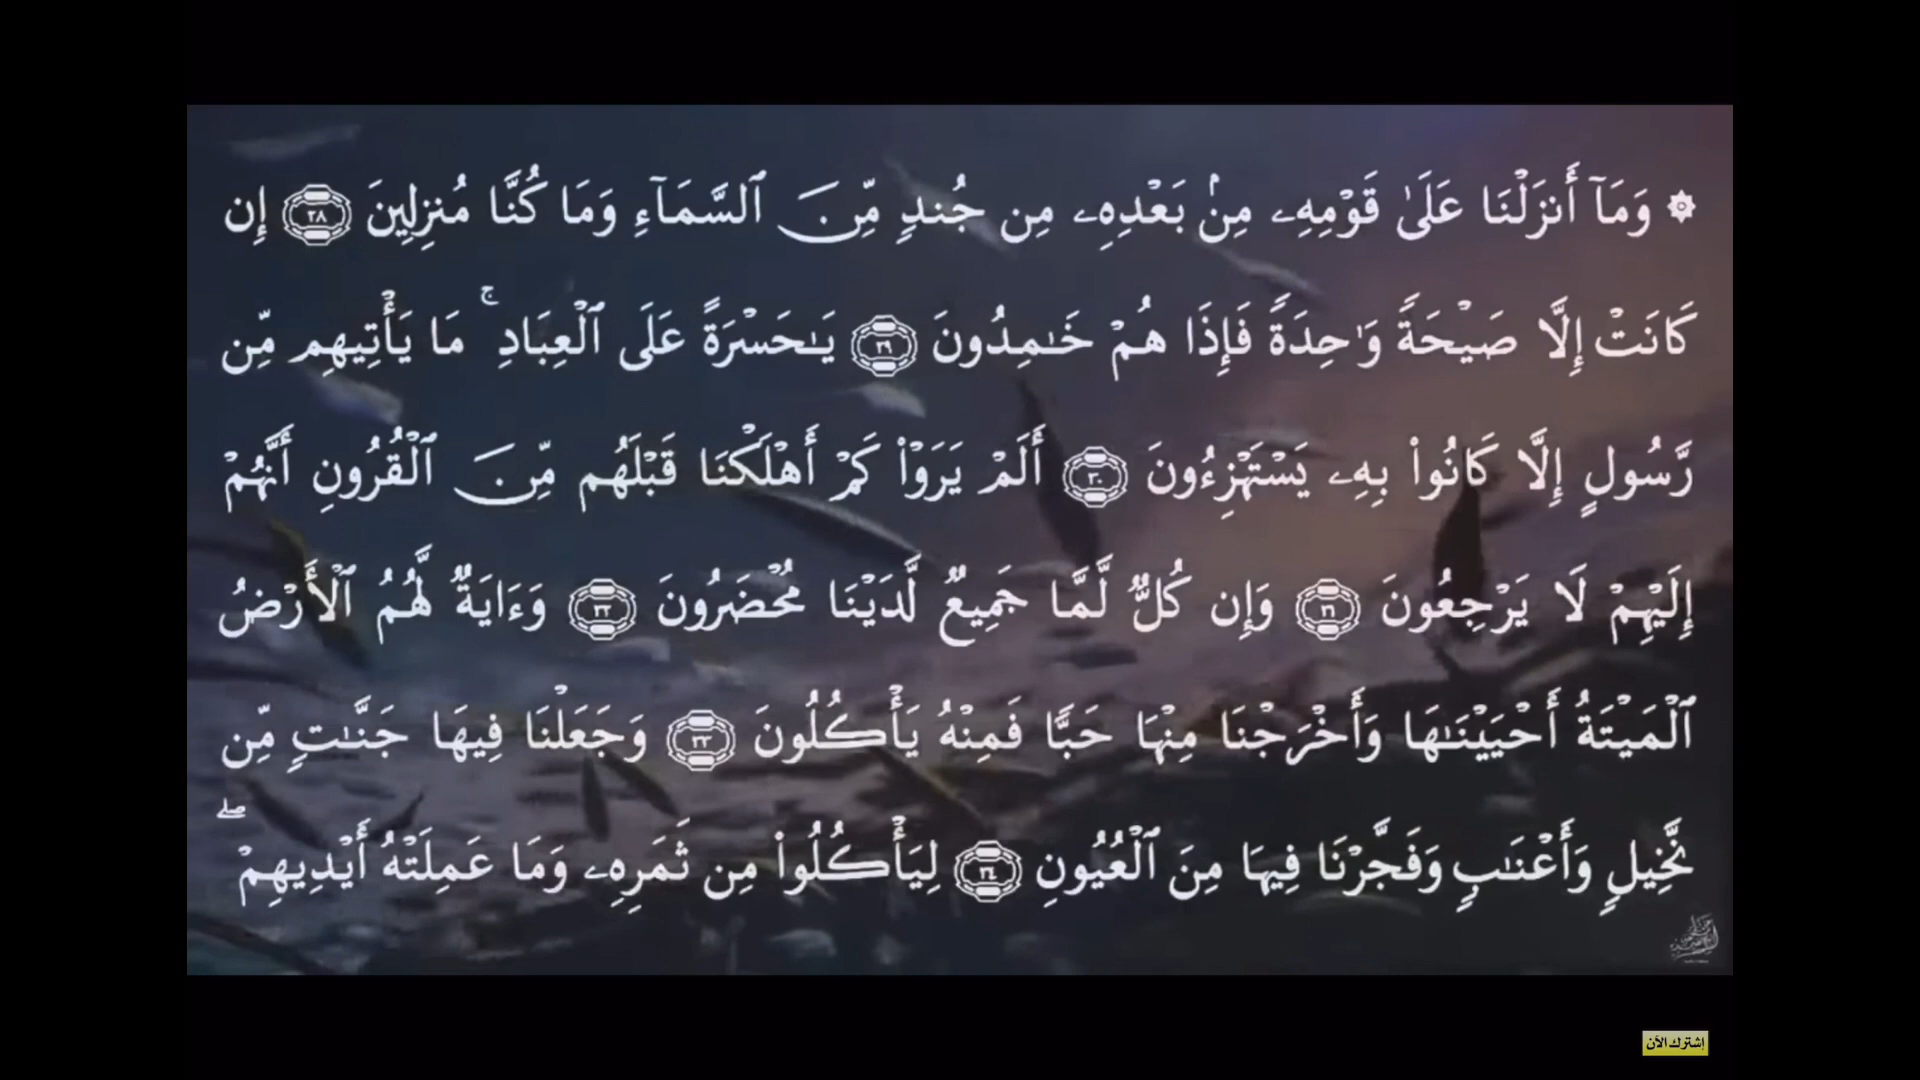 ۞ وَمَآ أَنزَلْنَا عَلَىٰ قَوْمِهِۦ مِنۢ بَعْدِهِۦ مِن جُندٍ مِّنَ ٱلسَّمَآءِ وَمَا كُنَّا مُنزِلِينَ ٢٨ إِن
كَانَتْ إِلَّا صَيْحَةً وَٰحِدَةً فَإِذَا هُمْ خَـٰمِدُونَ ٢٩ يَـٰحَسْرَةً عَلَى ٱلْعِبَادِ ۚ مَا يَأْتِيهِم مِّن
رَّسُولٍ إِلَّا كَانُوا۟ بِهِۦ يَسْتَهْزِءُونَ ٣٠ أَلَمْ يَرَوْا۟ كَمْ أَهْلَكْنَا قَبْلَهُم مِّنَ ٱلْقُرُونِ أَنَّهُمْ
إِلَيْهِمْ لَا يَرْجِعُونَ ٣١ وَإِن كُلٌّ لَّمَّا جَمِيعٌ لَّدَيْنَا مُحْضَرُونَ ٣٢ وَءَايَةٌ لَّهُمُ ٱلْأَرْضُ
ٱلْمَيْتَةُ أَحْيَيْنَـٰهَا وَأَخْرَجْنَا مِنْهَا حَبًّا فَمِنْهُ يَأْكُلُونَ ٣٣ وَجَعَلْنَا فِيهَا جَنَّـٰتٍ مِّن
نَّخِيلٍ وَأَعْنَـٰبٍ وَفَجَّرْنَا فِيهَا مِنَ ٱلْعُيُونِ ٣٤ لِيَأْكُلُوا۟ مِن ثَمَرِهِۦ وَمَا عَمِلَتْهُ أَيْدِيهِمْ ۖ
إشترك الآن